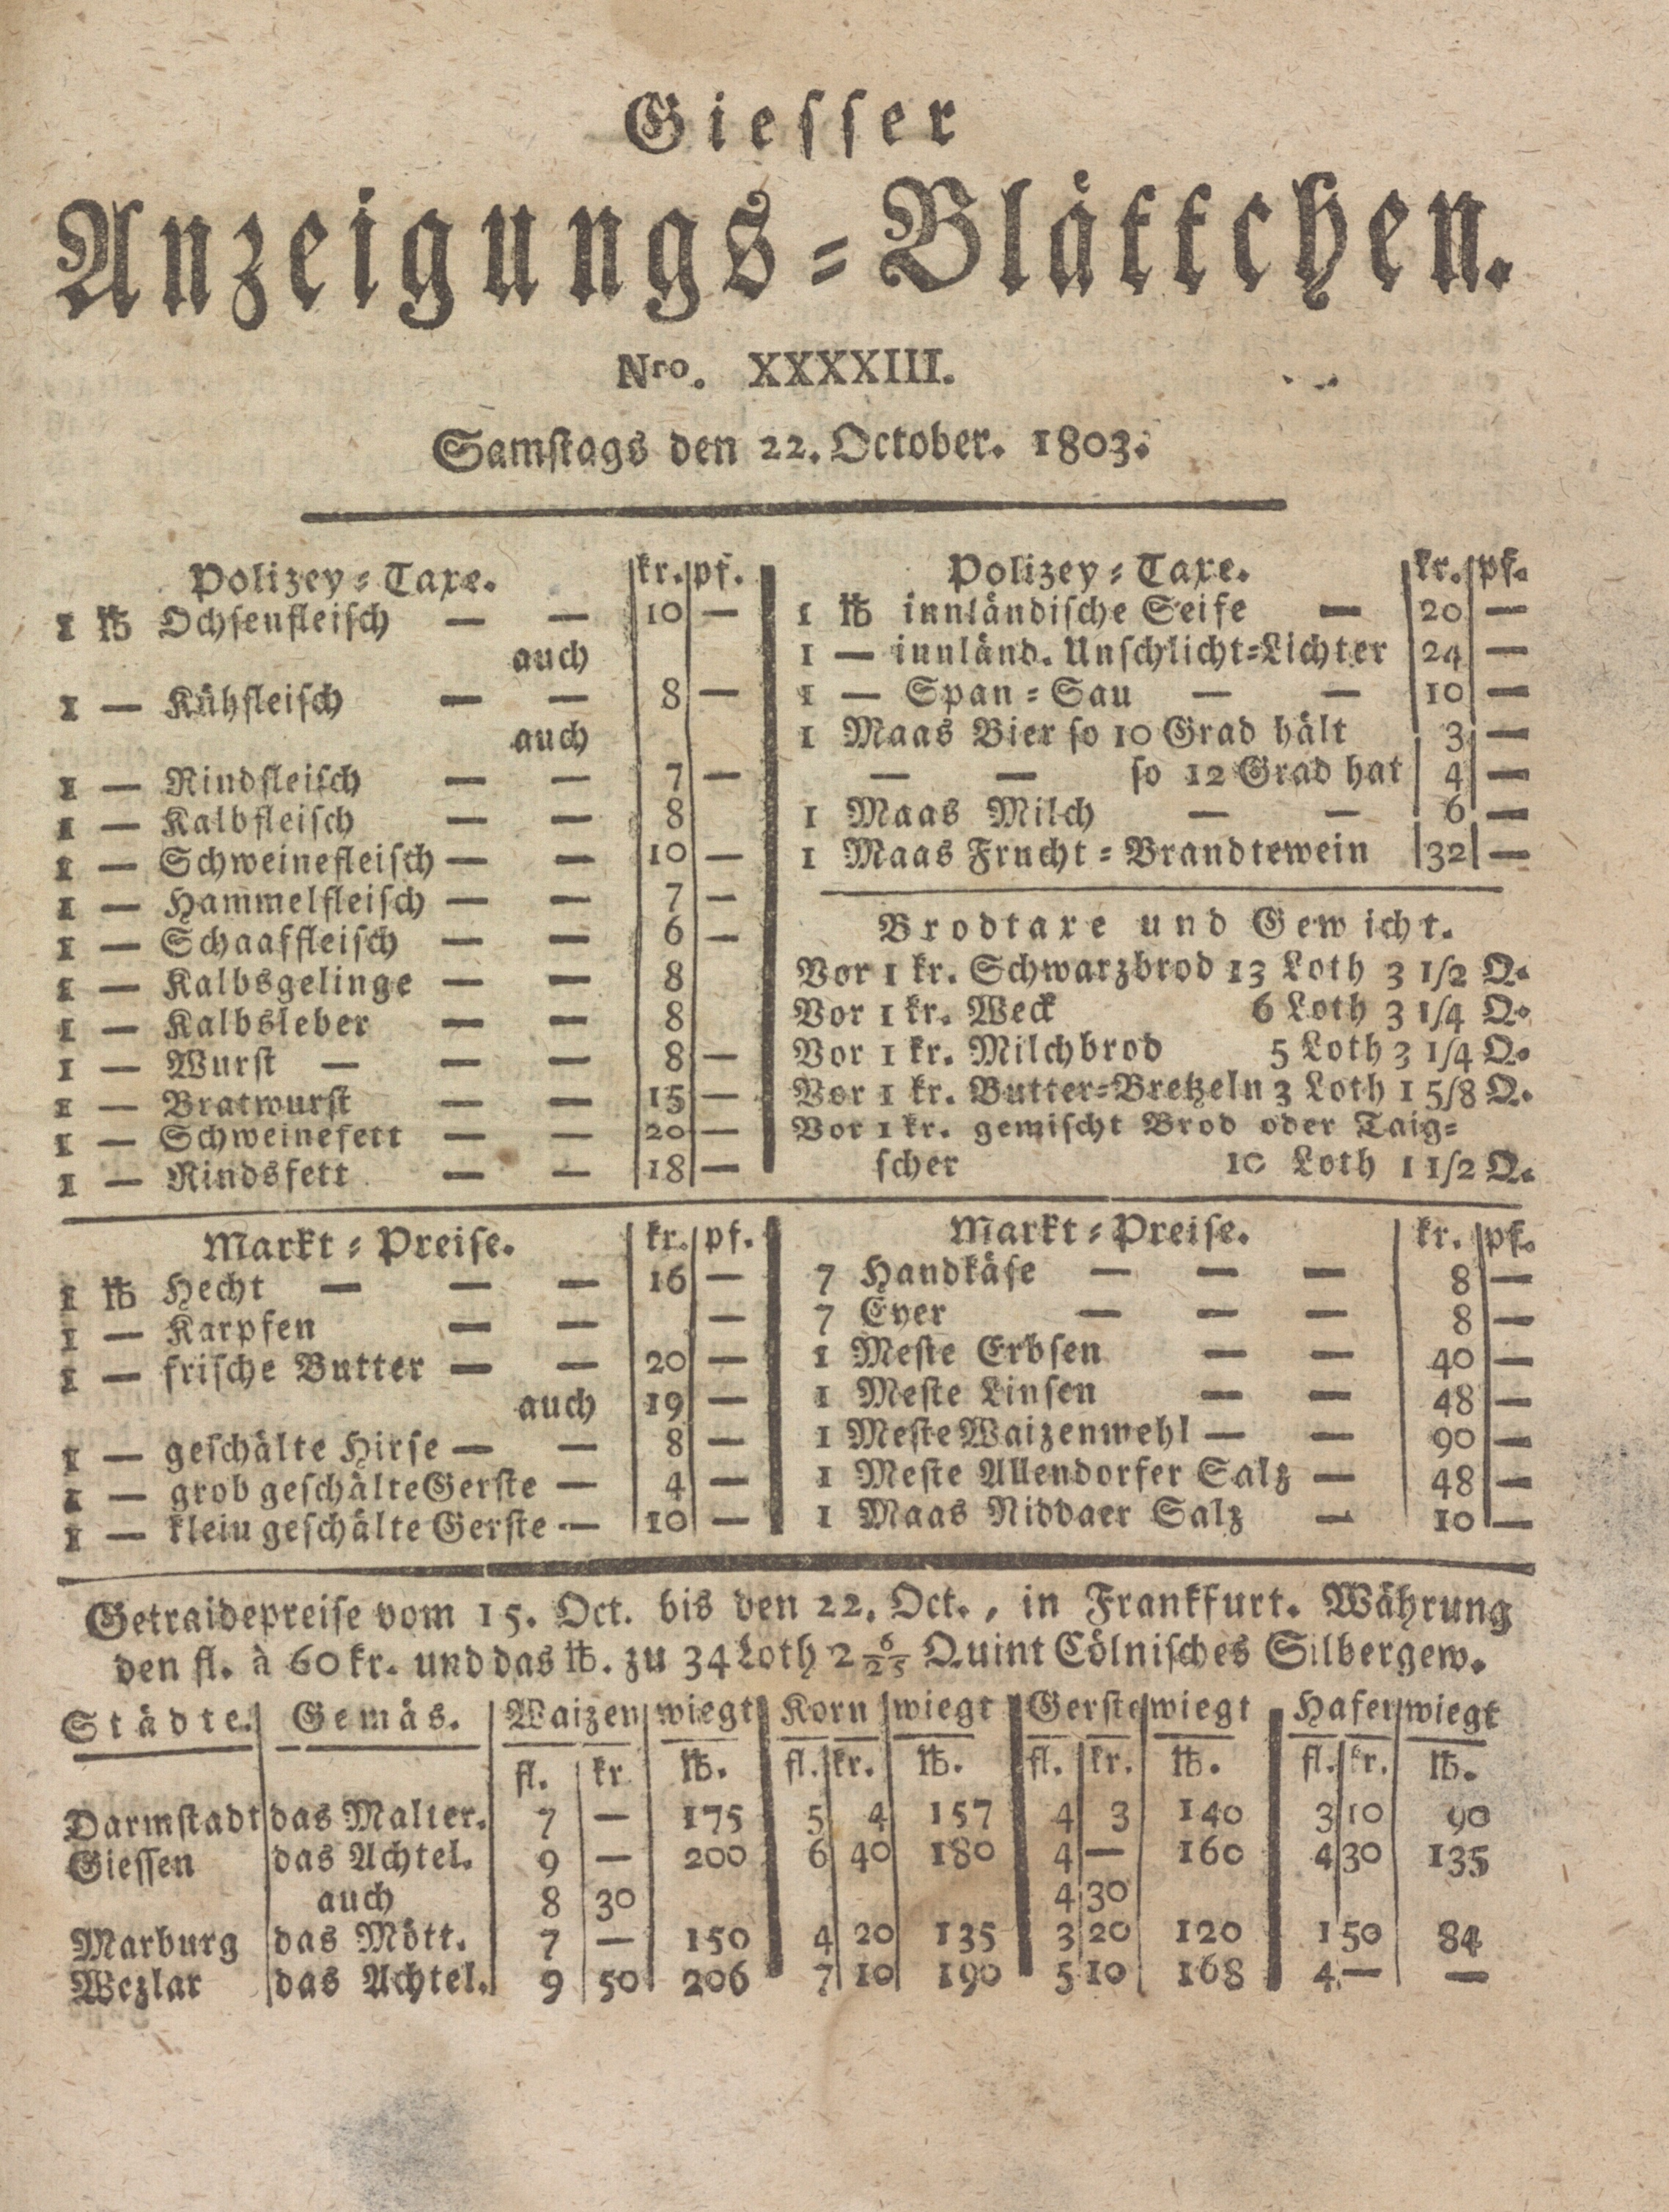 Giesser
Anzeigungs-Blättchen.
Nro. XXXXIII.
Samstags den 22. October. 1803.
Polizey-Taxe. kr. pf.
1 ℔ Ochsenfleisch — — 10 —
auch
1 — Kühfleisch — — 8 —
auch
1 — Rindfleisch — — 7 —
1 — Kalbfleisch — — 8
1 — Schweinefleisch — — 10 —
1 — Hammelfleisch — — 7 —
1 — Schaaffleisch — — 6 —
1 — Kalbsgelinge — — 8
1 — Kalbsleber — — 8
1 — Wurst — — — 8 —
1 — Bratwurst — — 15 —
1 — Schweinefett — — 20 —
1 — Rindsfett — — 18 —
Polizey-Taxe. kr. pf.
1 ℔ innländische Seife — 20 —
1 — innländ. Unschlicht-Lichter 24 —
1 — Span-Sau — — 10 —
1 Maas Bier so 10 Grad hält 3 —
— — so 12 Grad hat 4 —
1 Maas Milch — — 6 —
1 Maas Frucht-Brandtewein 32 —
Brodtaxe und Gewicht.
Vor 1 kr. Schwarzbrod 13 Loth 3 1/2 Q.
Vor 1 kr. Weck 6 Loth 3 1/4 Q.
Vor 1 kr. Milchbrod 5 Loth 3 1/4 Q.
Vor 1 kr. Butter-Bretzeln 3 Loth 1 5/8 Q.
Vor 1 kr. gemischt Brod oder Taig-
scher 10 Loth 1 1/2 Q.
Markt-Preise. kr. pf.
1 ℔ Hecht — — — 16 —
1 — Karpfen — — —
1 — frische Butter — — 20 —
auch 19 —
1 — geschälte Hirse — — 8 —
1 — grob geschälte Gerste — 4 —
1 — klein geschälte Gerste — 10 —
Markt-Preise. kr. pf.
7 Handkäse — — — 8 —
7 Eyer — — — 8 —
1 Meste Erbsen — — 40 —
1 Meste Linsen — — 48 —
1 Meste Waizenmehl — — 90 —
1 Meste Allendorfer Salz — 48 —
1 Maas Niddaer Salz — 10 —
Getraidepreise vom 15. Oct. bis den 22. Oct., in Frankfurt. Währung
den fl. à 60 kr. und das ℔. zu 34 Loth 2 6/25 Quint Cölnisches Silbergew.
Städte. Gemäs. Waizen wiegt Korn wiegt Gerste wiegt Hafer wiegt
fl. kr ℔. fl. kr. ℔. fl. kr. ℔. fl. kr. ℔.
Darmstadt das Malter. 7 — 175 5 4 157 4 3 140 3 10 90
Giessen das Achtel. 9 — 200 6 40 180 4 — 160 4 30 135
auch 8 30 4 30
Marburg das Mött. 7 — 150 4 20 135 3 20 120 1 50 84
Wezlar das Achtel. 9 50 206 7 10 190 5 10 168 4 — —